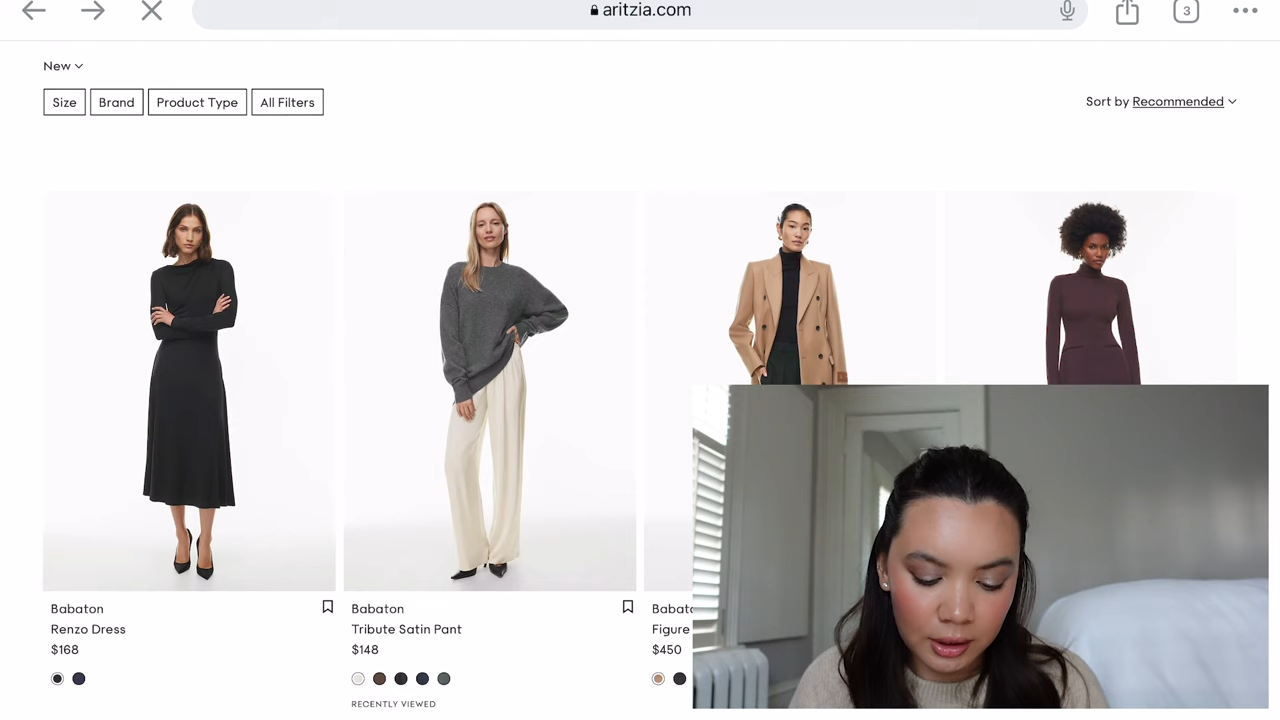 aritzia.com
3
New
Size
Brand
Product Type
All Filters
Sort by Recommended
Babaton
Renzo Dress
$168
Babaton
Tribute Satin Pant
$148
RECENTLY VIEWED
Figure
$450